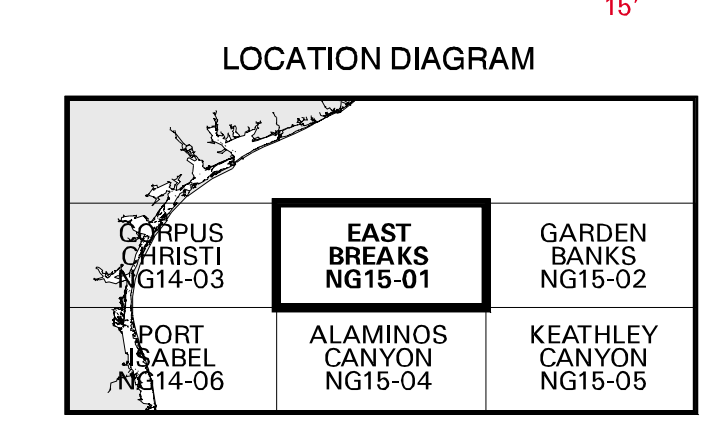 15′
LOCATION DIAGRAM
CORPUS
CHRISTI
NG14-03
EAST
BREAKS
NG15-01
GARDEN
BANKS
NG15-02
PORT
ISABEL
NG14-06
ALAMINOS
CANYON
NG15-04
KEATHLEY
CANYON
NG15-05